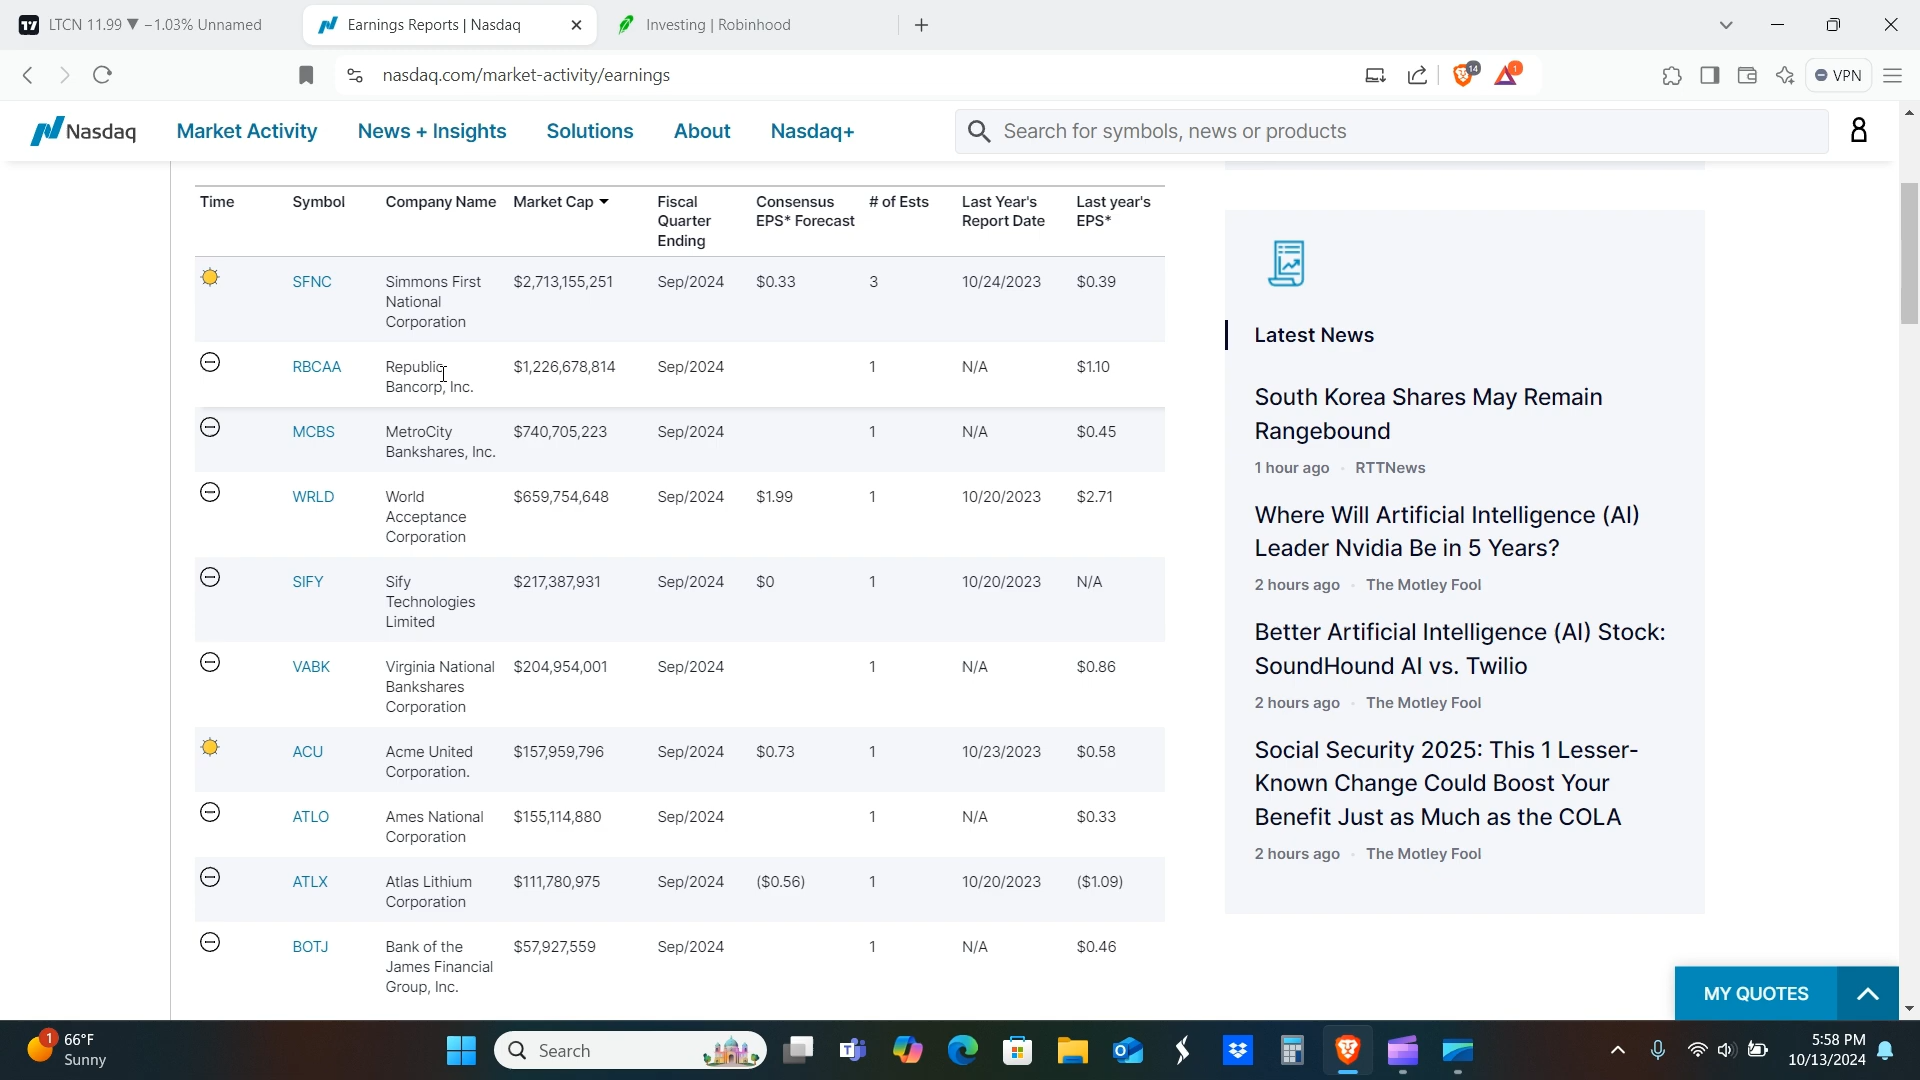 LTCN 11.99 ▼ −1.03% Unnamed
Earnings Reports | Nasdaq
Investing | Robinhood
nasdaq.com/market-activity/earnings
14
1
VPN
Nasdaq Market Activity News + Insights Solutions About Nasdaq+
Search for symbols, news or products
Time Symbol Company Name Market Cap Fiscal Quarter Ending Consensus EPS* Forecast # of Ests Last Year's Report Date Last year's EPS*
SFNC Simmons First National Corporation $2,713,155,251 Sep/2024 $0.33 3 10/24/2023 $0.39
RBCAA Republic Bancorp, Inc. $1,226,678,814 Sep/2024 1 N/A $1.10
MCBS MetroCity Bankshares, Inc. $740,705,223 Sep/2024 1 N/A $0.45
WRLD World Acceptance Corporation $659,754,648 Sep/2024 $1.99 1 10/20/2023 $2.71
SIFY Sify Technologies Limited $217,387,931 Sep/2024 $0 1 10/20/2023 N/A
VABK Virginia National Bankshares Corporation $204,954,001 Sep/2024 1 N/A $0.86
ACU Acme United Corporation. $157,959,796 Sep/2024 $0.73 1 10/23/2023 $0.58
ATLO Ames National Corporation $155,114,880 Sep/2024 1 N/A $0.33
ATLX Atlas Lithium Corporation $111,780,975 Sep/2024 ($0.56) 1 10/20/2023 ($1.09)
BOTJ Bank of the James Financial Group, Inc. $57,927,559 Sep/2024 1 N/A $0.46
Latest News
South Korea Shares May Remain
Rangebound
1 hour ago · RTTNews
Where Will Artificial Intelligence (AI)
Leader Nvidia Be in 5 Years?
2 hours ago · The Motley Fool
Better Artificial Intelligence (AI) Stock:
SoundHound AI vs. Twilio
2 hours ago · The Motley Fool
Social Security 2025: This 1 Lesser-
Known Change Could Boost Your
Benefit Just as Much as the COLA
2 hours ago · The Motley Fool
MY QUOTES
1
66°F
Sunny
Search
5:58 PM
10/13/2024